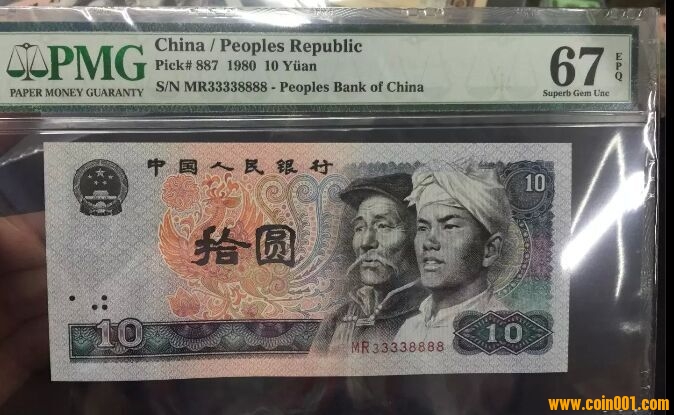 PMG
PAPER MONEY GUARANTY
China / Peoples Republic
Pick# 887 1980 10 Yüan
S/N MR33338888 - Peoples Bank of China
67
EPQ
Superb Gem Unc
中国人民银行
10
拾圆
10
MR33338888
10
www.coin001.com